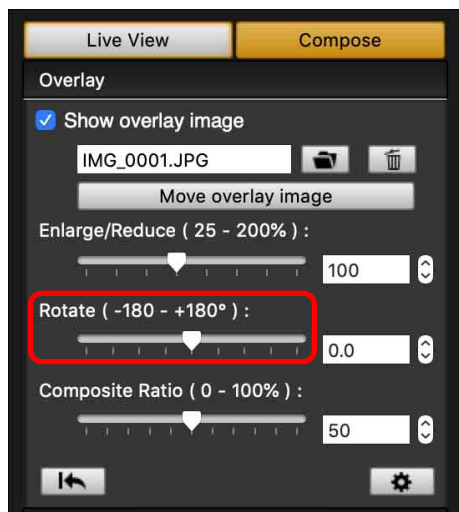 Live View Compose
Overlay
Show overlay image
IMG_0001.JPG
Move overlay image
Enlarge/Reduce ( 25 - 200% ) :
100
Rotate ( -180 - +180° ) :
0.0
Composite Ratio ( 0 - 100% ) :
50